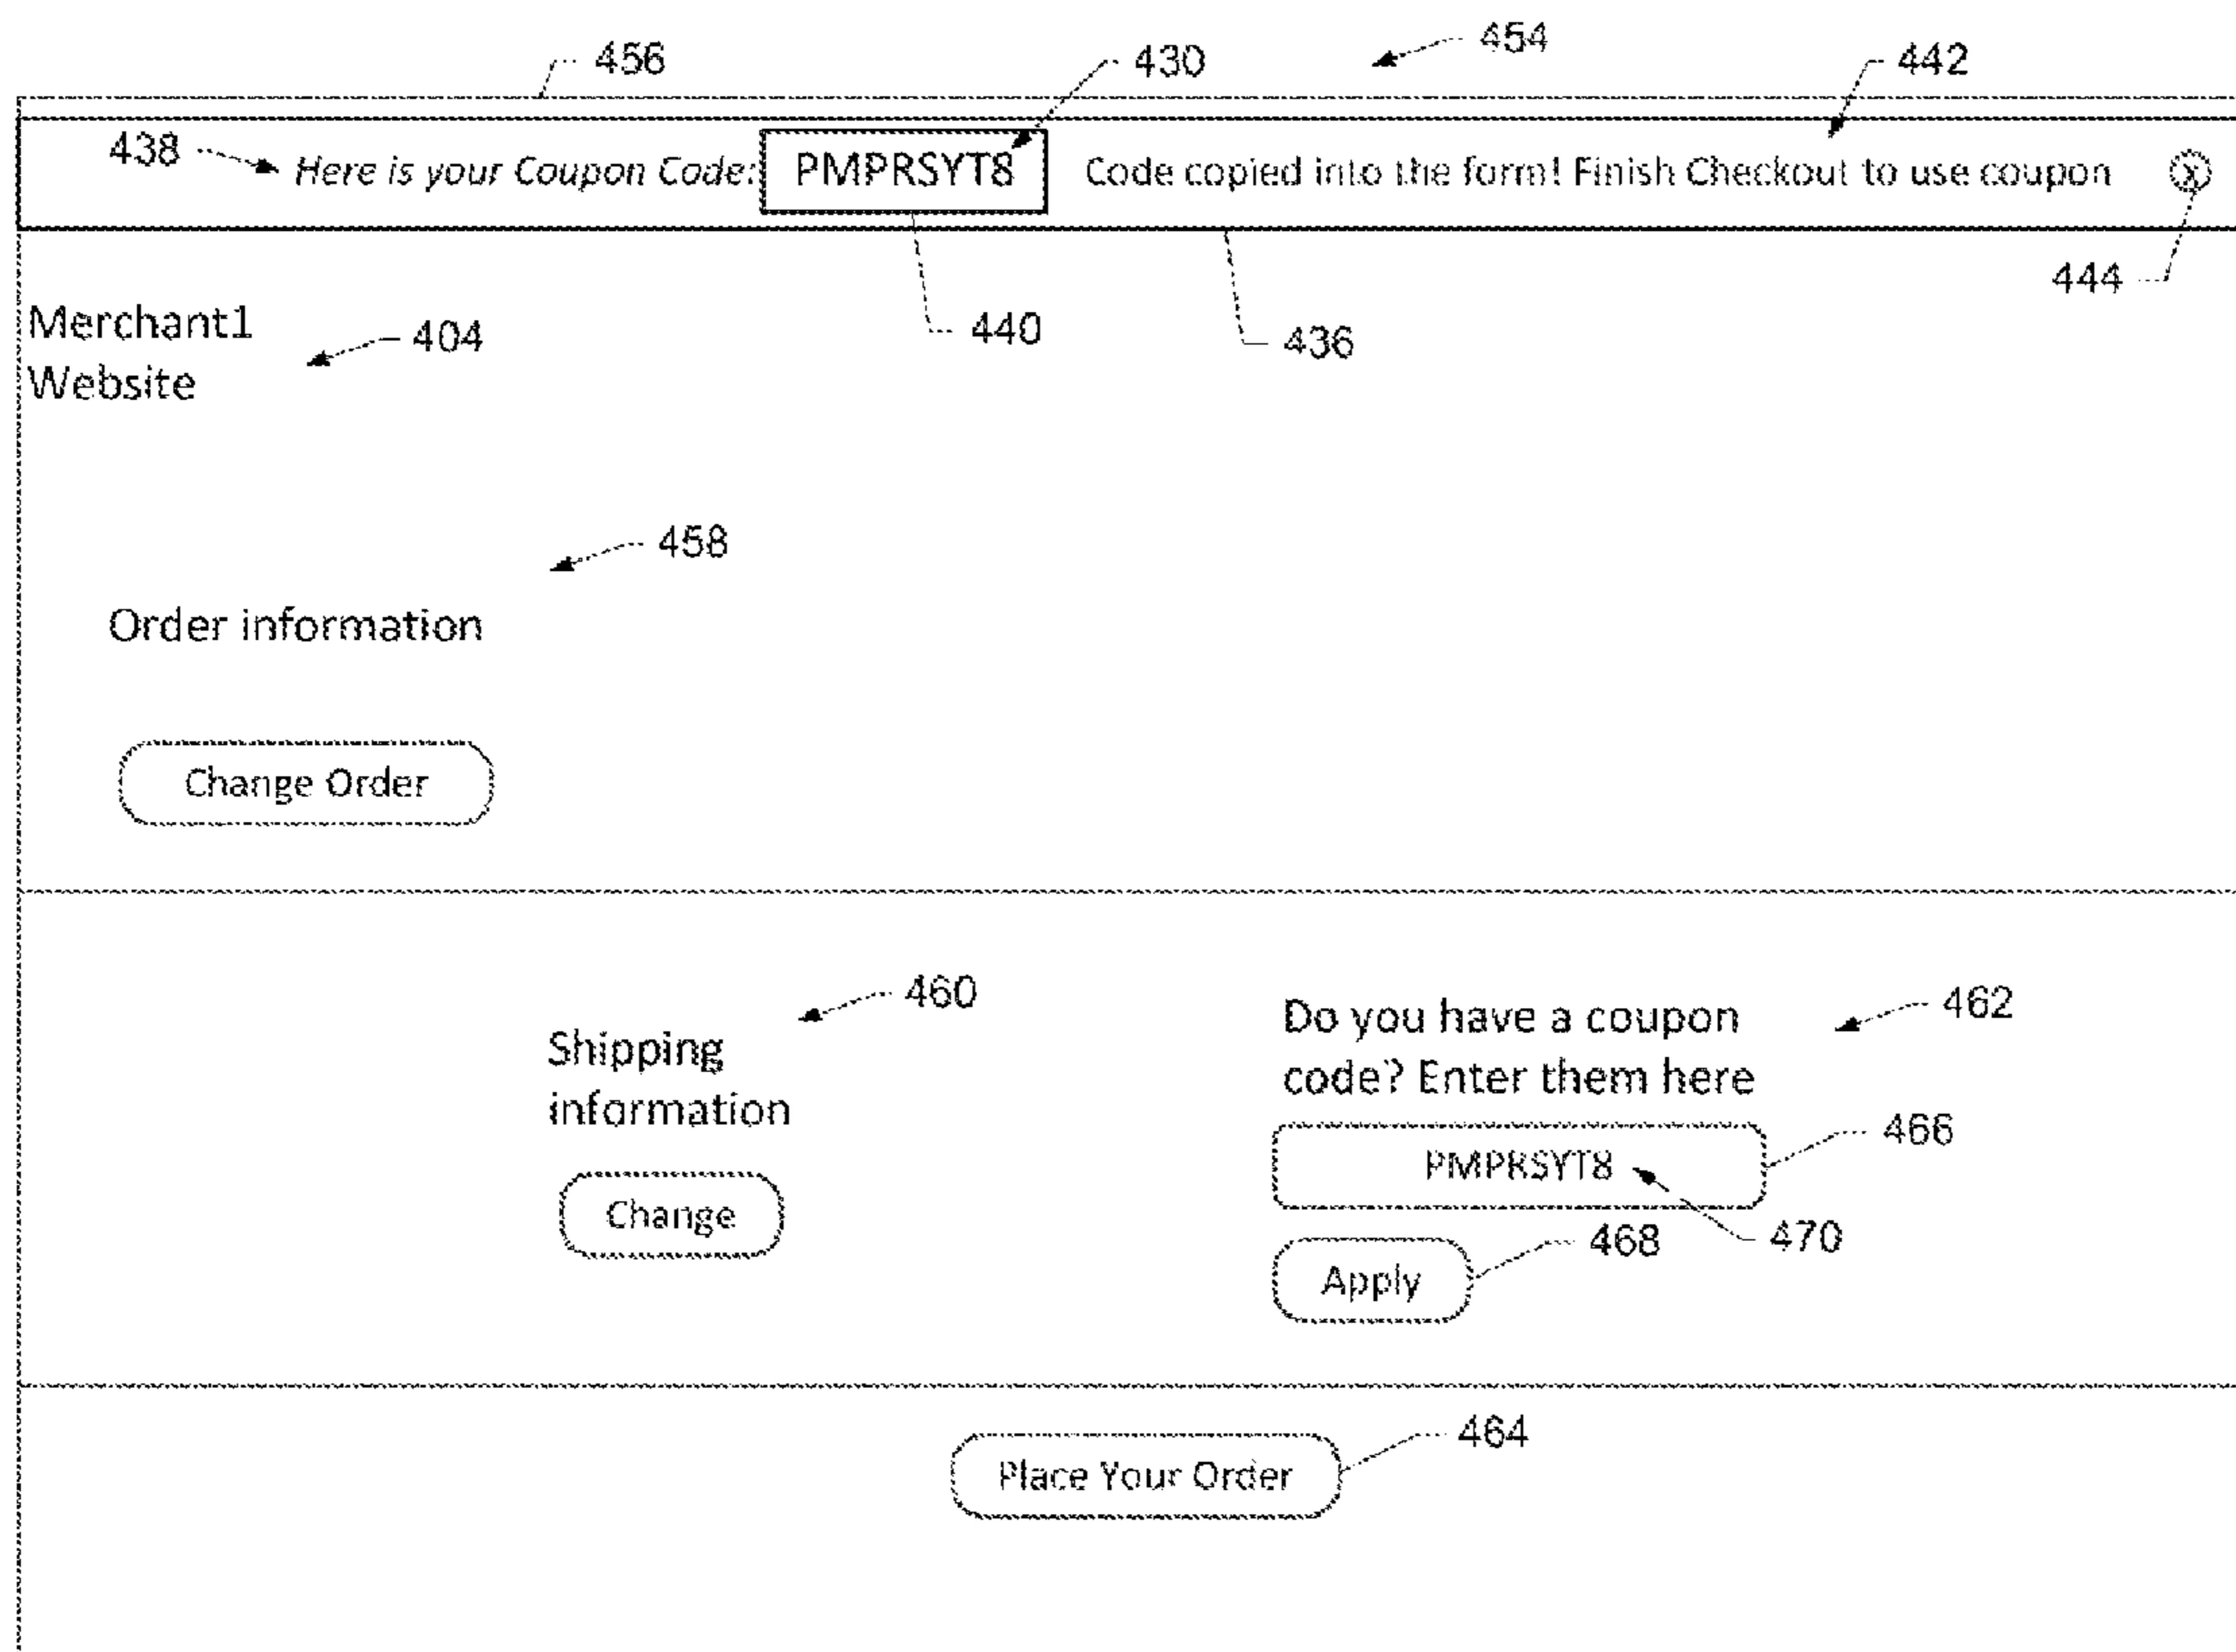 456
430
454
442
438
Here is your Coupon Code:
PMPRSYT8
Code copied into the form! Finish Checkout to use coupon
X
444
440
436
Merchant1
Website
404
458
Order information
Change Order
460
Shipping
information
Change
462
Do you have a coupon
code? Enter them here
466
PMPRSYT8
470
468
Apply
464
Place Your Order